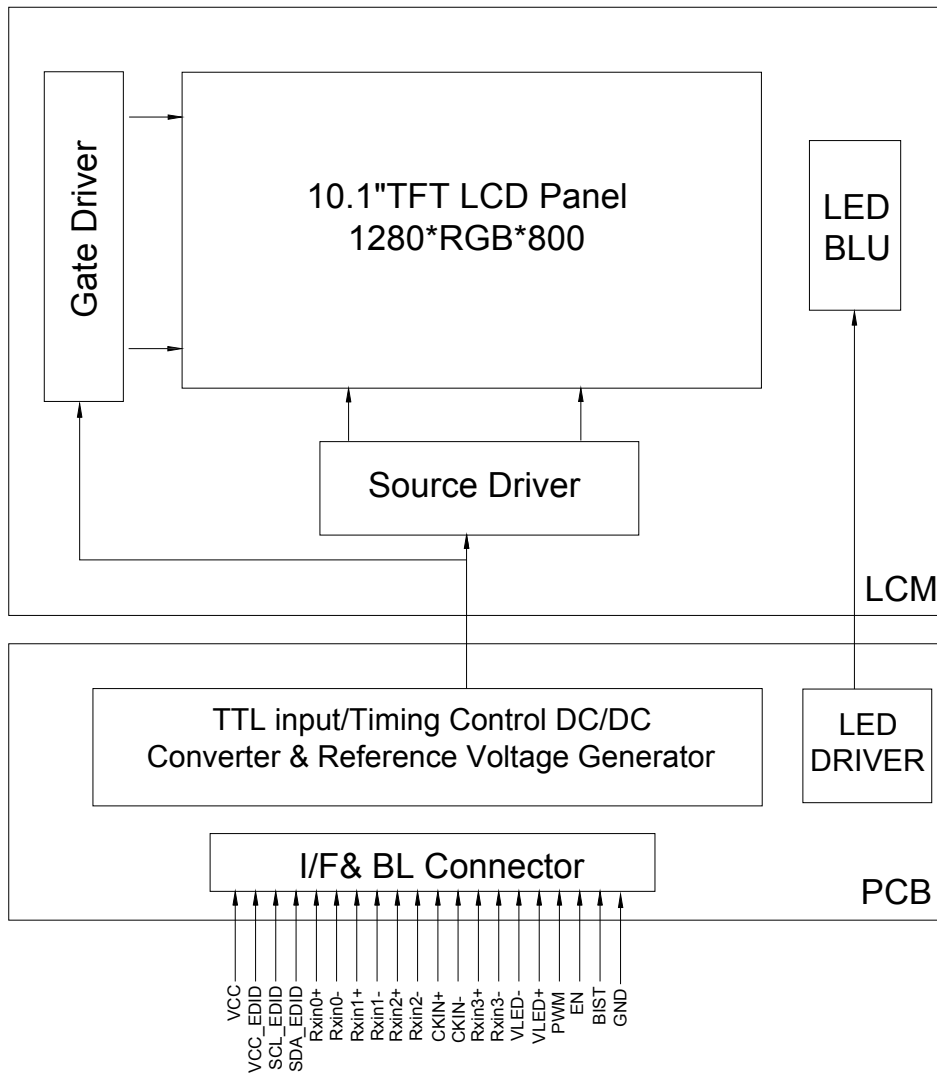 Gate Driver
10.1"TFT LCD Panel
1280*RGB*800
LED
BLU
Source Driver
LCM
TTL input/Timing Control DC/DC
Converter & Reference Voltage Generator
LED
DRIVER
I/F& BL Connector
PCB
VCC
VCC_EDID
SCL_EDID
SDA_EDID
Rxin0+
Rxin0-
Rxin1+
Rxin1-
Rxin2+
Rxin2-
CKIN+
CKIN-
Rxin3+
Rxin3-
VLED-
VLED+
PWM
EN
BIST
GND